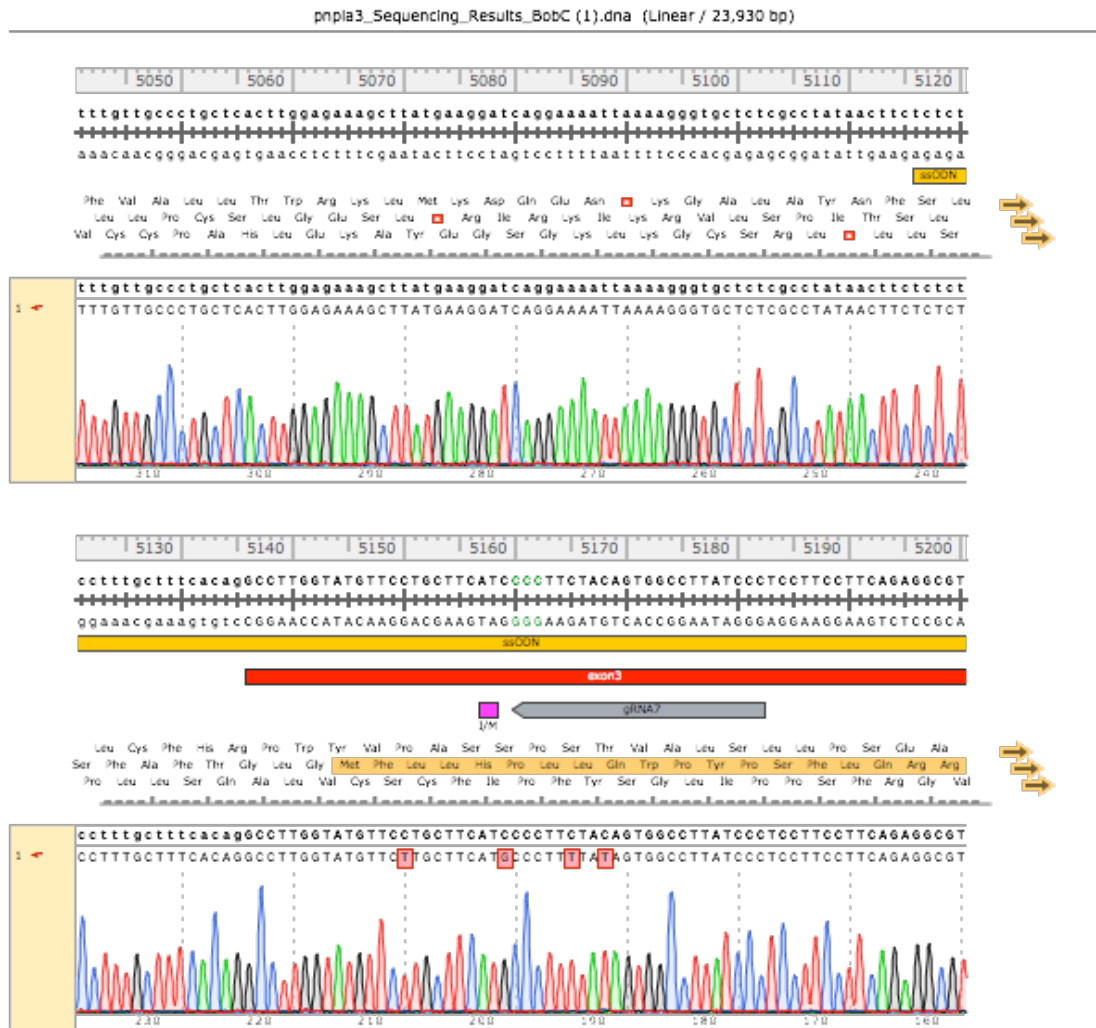 pnpla3_Sequencing_Results_BobC (1).dna (Linear / 23,930 bp)
5050 5060 5070 5080 5090 5100 5110 5120
tttgttgccctgctcacttggagaaagcttatgaaggatcaggaaaattaaaagggtgctctcgcctataacttctctct
aaacaacgggacgagtgaacctctttcgaatacttcctagtccttttaattttcccacgagagcggatattgaagagaga
ssODN
Phe Val Ala Leu Leu Thr Trp Arg Lys Leu Met Lys Asp Gln Glu Asn * Lys Gly Ala Leu Ala Tyr Asn Phe Ser Leu
Leu Leu Pro Cys Ser Leu Gly Glu Ser Leu * Arg Ile Arg Lys Ile Lys Arg Val Leu Ser Pro Ile Thr Ser Leu
Val Cys Cys Pro Ala His Leu Glu Lys Ala Tyr Glu Gly Ser Gly Lys Leu Lys Gly Cys Ser Arg Leu * Leu Leu Ser
tttgttgccctgctcacttggagaaagcttatgaaggatcaggaaaattaaaagggtgctctcgcctataacttctctct
1 TTTGTTGCCCTGCTCACTTGGAGAAAGCTTATGAAGGATCAGGAAAATTAAAAGGGTGCTCTCGCCTATAACTTCTCTCT
310 300 290 280 270 260 250 240
5130 5140 5150 5160 5170 5180 5190 5200
cctttgctttcacagGCCTTGGTATGTTCCTGCTTCATCCCCTTCTACAGTGGCCTTATCCCTCCTTCCTTCAGAGGCGT
ggaaacgaaagtgtcCGGAACCATACAAGGACGAAGTAGGGGAAGATGTCACCGGAATAGGGAGGAAGGAAGTCTCCGCA
ssODN
exon3
gRNA7
I/M
Leu Cys Phe His Arg Pro Trp Tyr Val Pro Ala Ser Ser Pro Ser Thr Val Ala Leu Ser Leu Leu Pro Ser Glu Ala
Ser Phe Ala Phe Thr Gly Leu Gly Met Phe Leu Leu His Pro Leu Leu Gln Trp Pro Tyr Pro Ser Phe Leu Gln Arg Arg
Pro Leu Leu Ser Gln Ala Leu Val Cys Ser Cys Phe Ile Pro Phe Tyr Ser Gly Leu Ile Pro Pro Ser Phe Arg Gly Val
cctttgctttcacagGCCTTGGTATGTTCCTGCTTCATCCCCTTCTACAGTGGCCTTATCCCTCCTTCCTTCAGAGGCGT
1 CCTTTGCTTTCACAGGCCTTGGTATGTTCTTGCTTCATGCCCTTTTATAGTGGCCTTATCCCTCCTTCCTTCAGAGGCGT
230 220 210 200 190 180 170 160